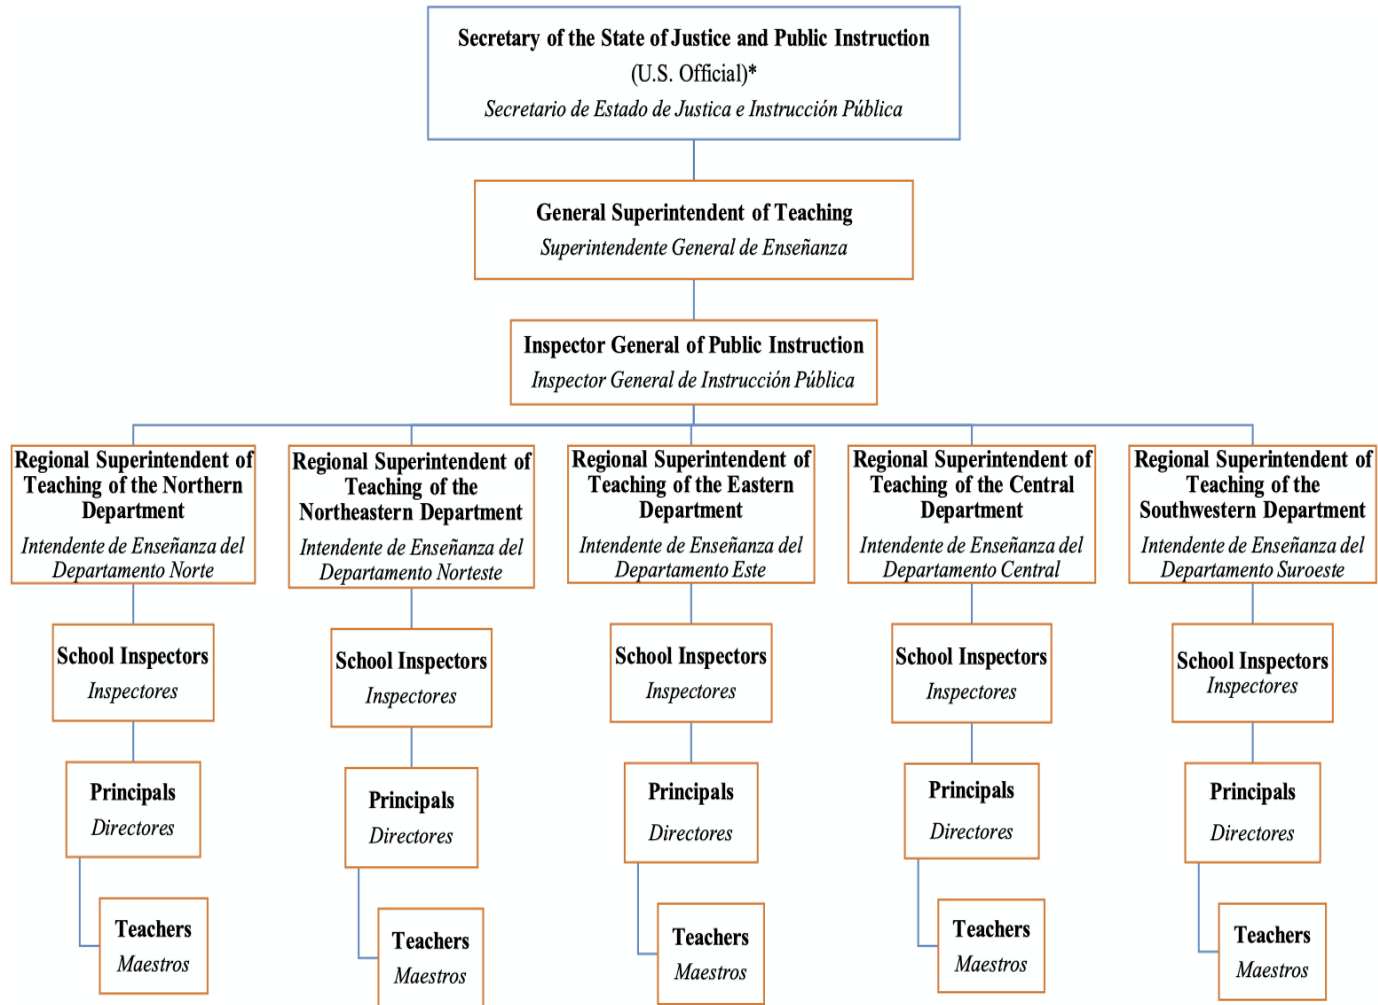 Secretary of the State of Justice and Public Instruction
(U.S. Official)*
Secretario de Estado de Justica e Instrucción Pública
General Superintendent of Teaching
Superintendente General de Enseñanza
Inspector General of Public Instruction
Inspector General de Instrucción Pública
Regional Superintendent of
Teaching of the Northern
Department
Intendente de Enseñanza del
Departamento Norte
Regional Superintendent of
Teaching of the
Northeastern Department
Intendente de Enseñanza del
Departamento Norteste
Regional Superintendent of
Teaching of the Eastern
Department
Intendente de Enseñanza del
Departamento Este
Regional Superintendent of
Teaching of the Central
Department
Intendente de Enseñanza del
Departamento Central
Regional Superintendent of
Teaching of the
Southwestern Department
Intendente de Enseñanza del
Departamento Suroeste
School Inspectors
Inspectores
School Inspectors
Inspectores
School Inspectors
Inspectores
School Inspectors
Inspectores
School Inspectors
Inspectores
Principals
Directores
Principals
Directores
Principals
Directores
Principals
Directores
Principals
Directores
Teachers
Maestros
Teachers
Maestros
Teachers
Maestros
Teachers
Maestros
Teachers
Maestros